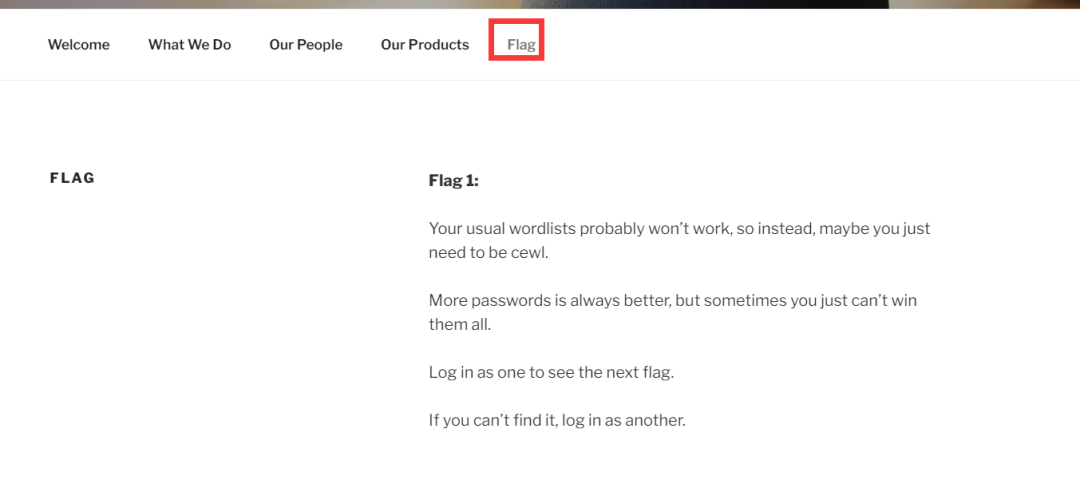 Welcome What We Do Our People Our Products Flag
FLAG
Flag 1:
Your usual wordlists probably won’t work, so instead, maybe you just
need to be cewl.
More passwords is always better, but sometimes you just can’t win
them all.
Log in as one to see the next flag.
If you can’t find it, log in as another.